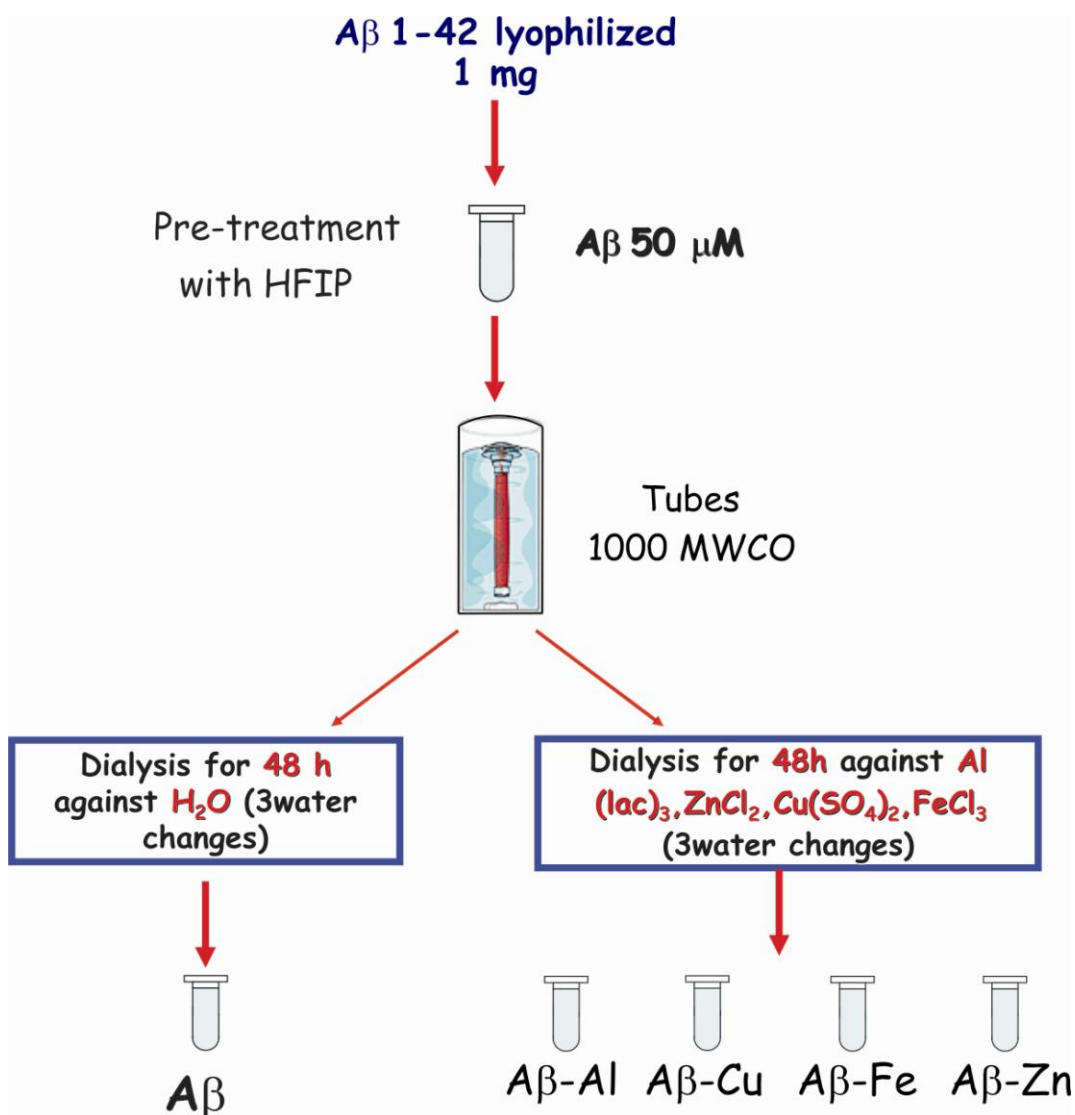 Aβ 1-42 lyophilized
1 mg
Pre-treatment
with HFIP
Aβ 50 μM
Tubes
1000 MWCO
Dialysis for 48 h
against H₂O (3water
changes)
Dialysis for 48h against Al
(lac)₃,ZnCl₂,Cu(SO₄)₂,FeCl₃
(3water changes)
Aβ
Aβ-Al Aβ-Cu Aβ-Fe Aβ-Zn